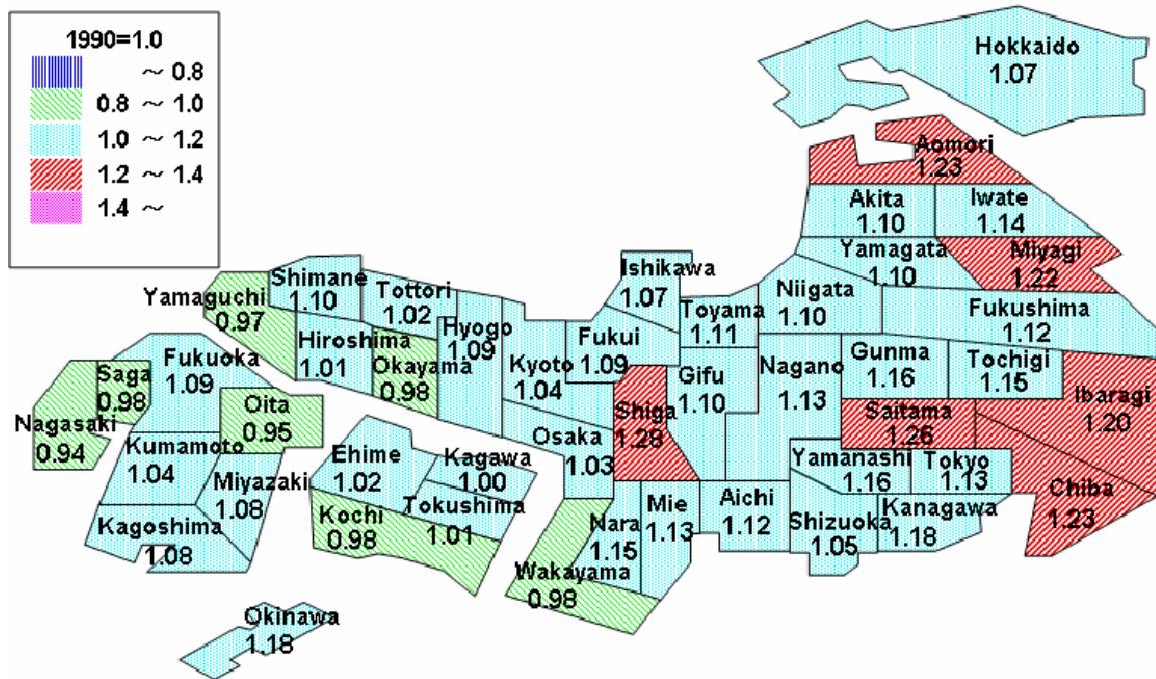 1990=1.0
～ 0.8
0.8 ～ 1.0
1.0 ～ 1.2
1.2 ～ 1.4
1.4 ～
Hokkaido
1.07
Aomori
1.23
Akita
1.10
Iwate
1.14
Yamagata
1.10
Miyagi
1.22
Fukushima
1.12
Niigata
1.10
Ishikawa
1.07
Toyama
1.11
Fukui
1.09
Gunma
1.16
Tochigi
1.15
Ibaragi
1.20
Saitama
1.26
Chiba
1.23
Tokyo
1.13
Kanagawa
1.18
Yamanashi
1.16
Nagano
1.13
Gifu
1.10
Shizuoka
1.05
Aichi
1.12
Mie
1.13
Shiga
1.28
Kyoto
1.04
Osaka
1.03
Nara
1.15
Wakayama
0.98
Hyogo
1.09
Tottori
1.02
Okayama
0.98
Shimane
1.10
Hiroshima
1.01
Yamaguchi
0.97
Kagawa
1.00
Tokushima
1.01
Ehime
1.02
Kochi
0.98
Fukuoka
1.09
Saga
0.98
Nagasaki
0.94
Oita
0.95
Kumamoto
1.04
Miyazaki
1.08
Kagoshima
1.08
Okinawa
1.18